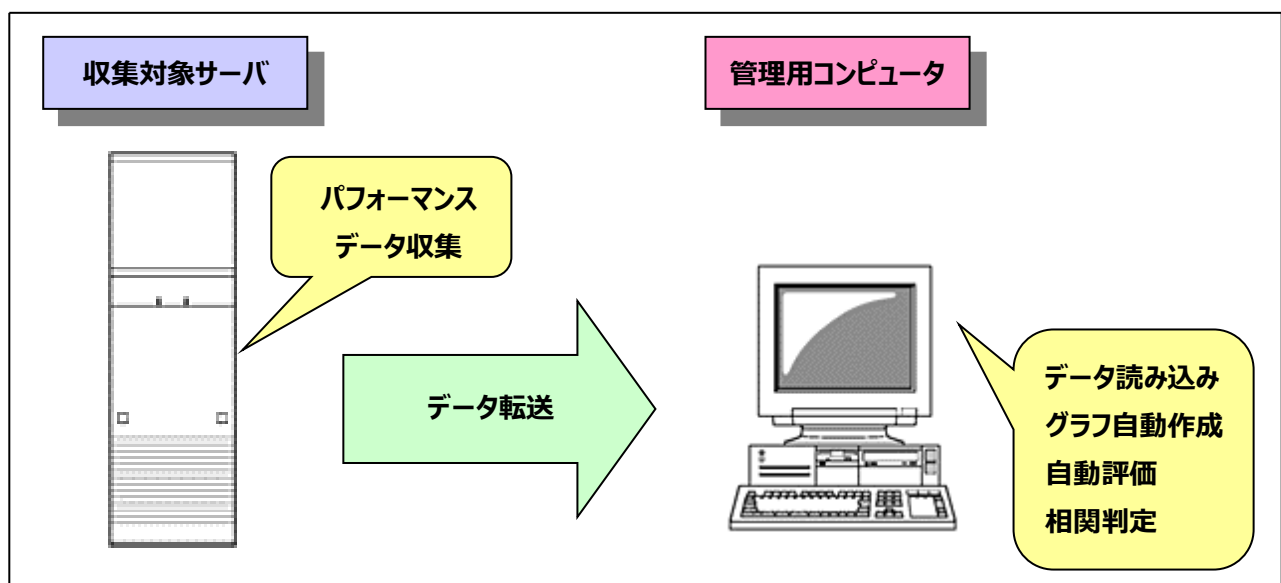 収集対象サーバ
管理用コンピュータ
パフォーマンス
データ収集
データ転送
データ読み込み
グラフ自動作成
自動評価
相関判定